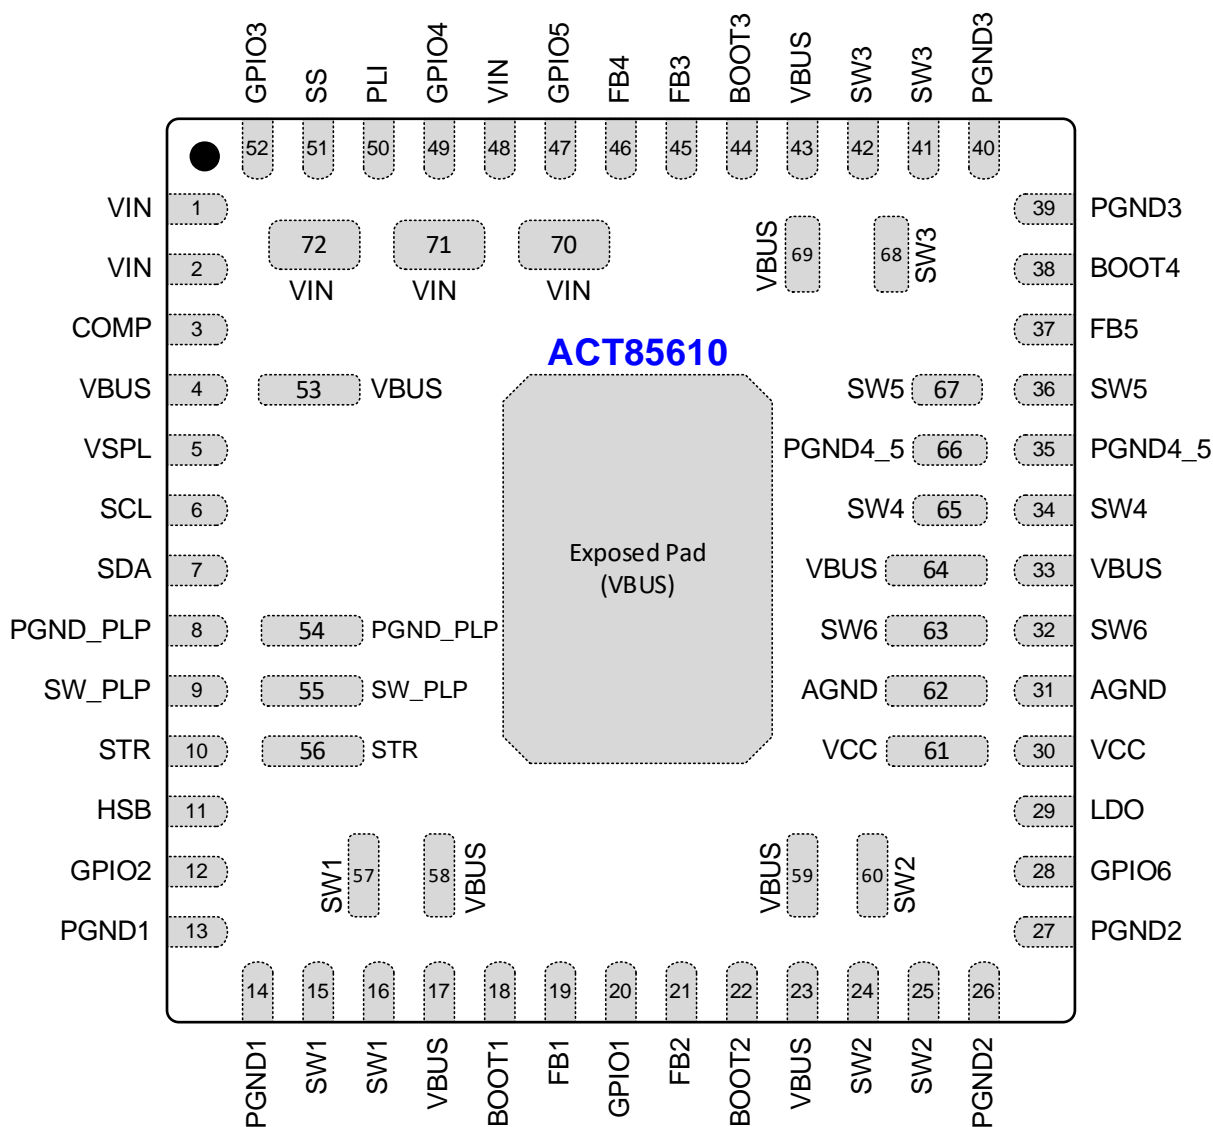 GPIO3
SS
PLI
GPIO4
VIN
GPIO5
FB4
FB3
BOOT3
VBUS
SW3
SW3
PGND3
52 51 50 49 48 47 46 45 44 43 42 41 40
VIN 1
39 PGND3
72
VIN
71
VIN
70
VIN
VBUS 69
68 SW3
VIN 2
38 BOOT4
COMP 3
37 FB5
ACT85610
VBUS 4
53 VBUS
SW5 67
36 SW5
VSPL 5
PGND4_5 66
35 PGND4_5
SCL 6
SW4 65
34 SW4
Exposed Pad
(VBUS)
SDA 7
VBUS 64
33 VBUS
PGND_PLP 8
54 PGND_PLP
SW6 63
32 SW6
SW_PLP 9
55 SW_PLP
AGND 62
31 AGND
STR 10
56 STR
VCC 61
30 VCC
HSB 11
29 LDO
SW1 57
58 VBUS
VBUS 59
60 SW2
GPIO2 12
28 GPIO6
PGND1 13
27 PGND2
14 15 16 17 18 19 20 21 22 23 24 25 26
PGND1
SW1
SW1
VBUS
BOOT1
FB1
GPIO1
FB2
BOOT2
VBUS
SW2
SW2
PGND2